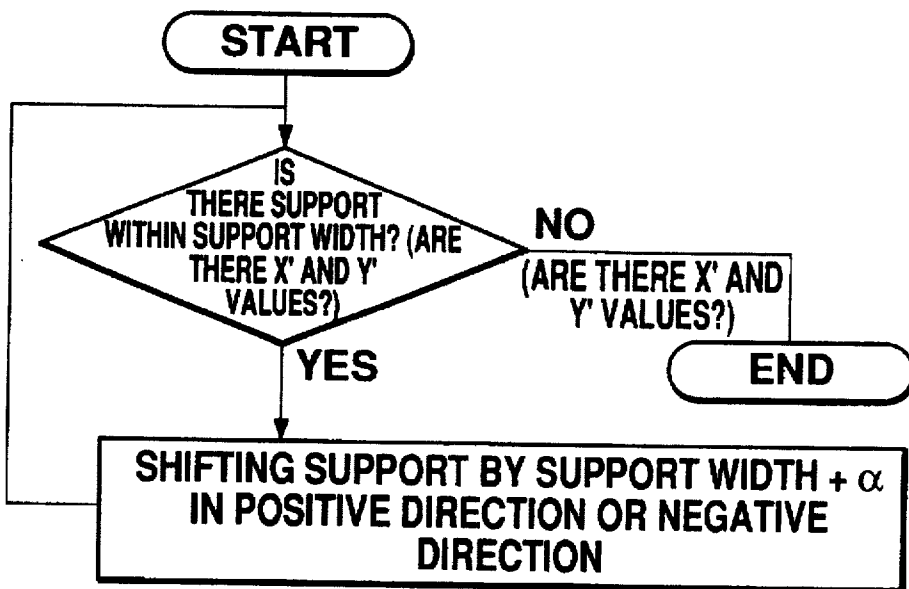 START
IS
THERE SUPPORT
WITHIN SUPPORT WIDTH? (ARE
THERE X' AND Y'
VALUES?)
NO
(ARE THERE X' AND
Y' VALUES?)
YES
END
SHIFTING SUPPORT BY SUPPORT WIDTH + α
IN POSITIVE DIRECTION OR NEGATIVE
DIRECTION